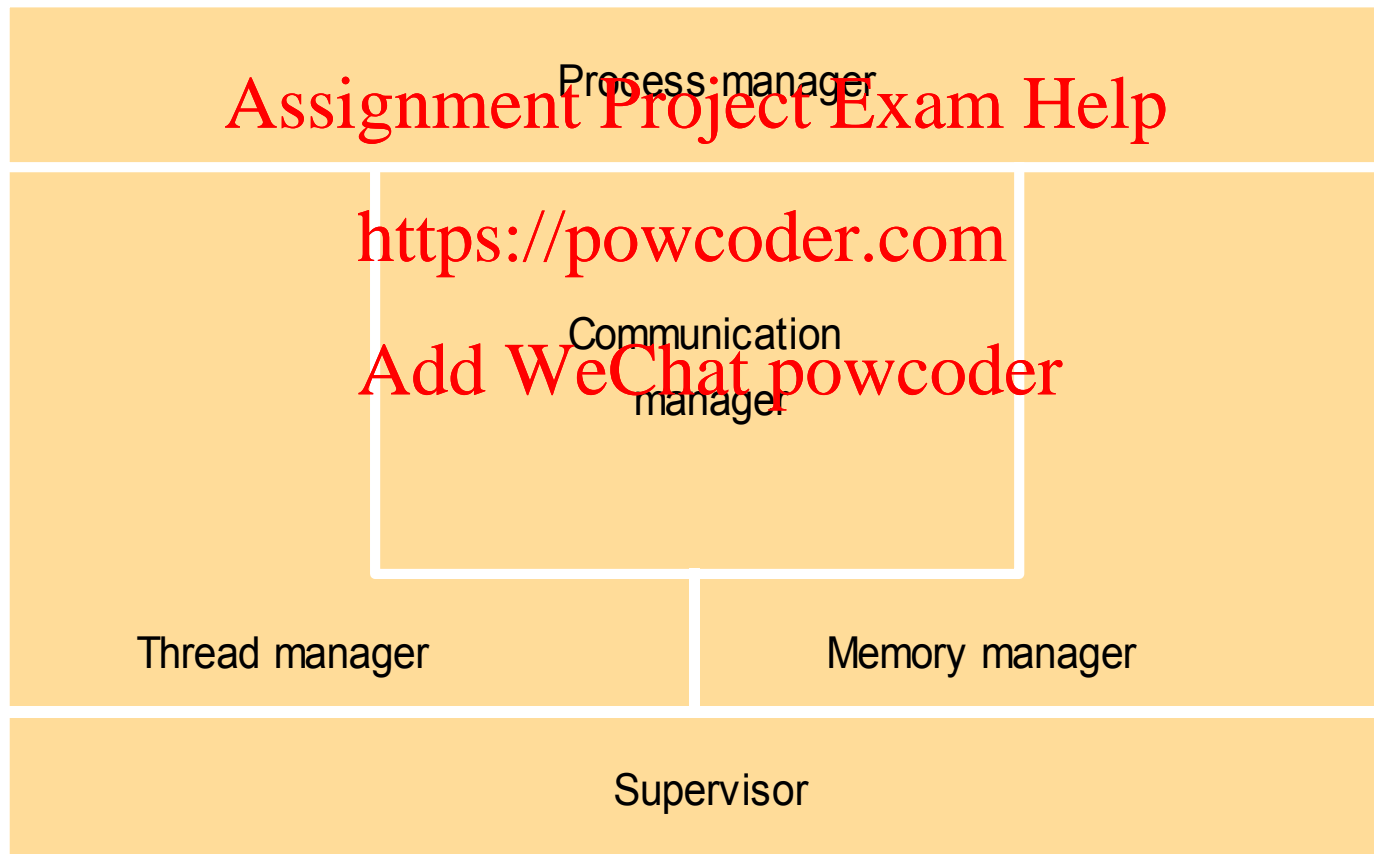 Process manager
Assignment Project Exam Help
https://powcoder.com
Communication
Add WeChat powcoder
manager
Thread manager
Memory manager
Supervisor